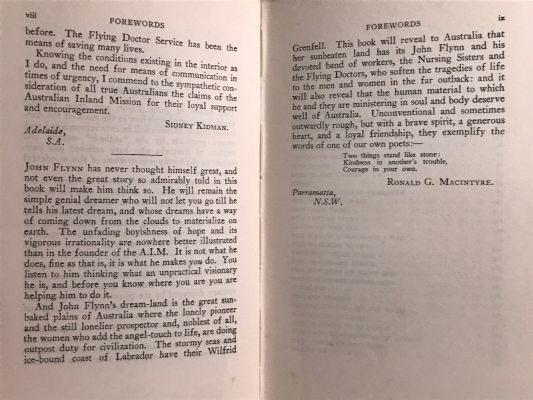 viii
FOREWORDS
before. The Flying Doctor Service has been the
means of saving many lives.
Knowing the conditions existing in the interior as
I do, and the need for means of communication in
times of urgency, I commend to the sympathetic con-
sideration of all true Australians the claims of the
Australian Inland Mission for their loyal support
and encouragement.
SIDNEY KIDMAN.
Adelaide,
S.A.
JOHN FLYNN has never thought himself great, and
not even the great story so admirably told in this
book will make him think so. He will remain the
simple genial dreamer who will not let you go till he
tells his latest dream, and whose dreams have a way
of coming down from the clouds to materialize on
earth. The unfading boyishness of hope and its
vigorous irrationality are nowhere better illustrated
than in the founder of the A.I.M. It is not what he
does, fine as that is, it is what he makes you do. You
listen to him thinking what an unpractical visionary
he is, and before you know where you are you are
helping him to do it.
And John Flynn's dream-land is the great sun-
baked plains of Australia where the lonely pioneer
and the still lonelier prospector and, noblest of all,
the women who add the angel-touch to life, are doing
outpost duty for civilization. The stormy seas and
ice-bound coast of Labrador have their Wilfrid
FOREWORDS
ix
Grenfell. This book will reveal to Australia that
her sunbeaten land has its John Flynn and his
devoted band of workers, the Nursing Sisters and
the Flying Doctors, who soften the tragedies of life
to the men and women in the far outback: and it
will also reveal that the human material to which
he and they are ministering in soul and body deserve
well of Australia. Unconventional and sometimes
outwardly rough, but with a brave spirit, a generous
heart, and a loyal friendship, they exemplify the
words of one of our own poets:—
Two things stand like stone:
Kindness in another's trouble,
Courage in your own.
RONALD G. MACINTYRE.
Parramatta,
N.S.W.